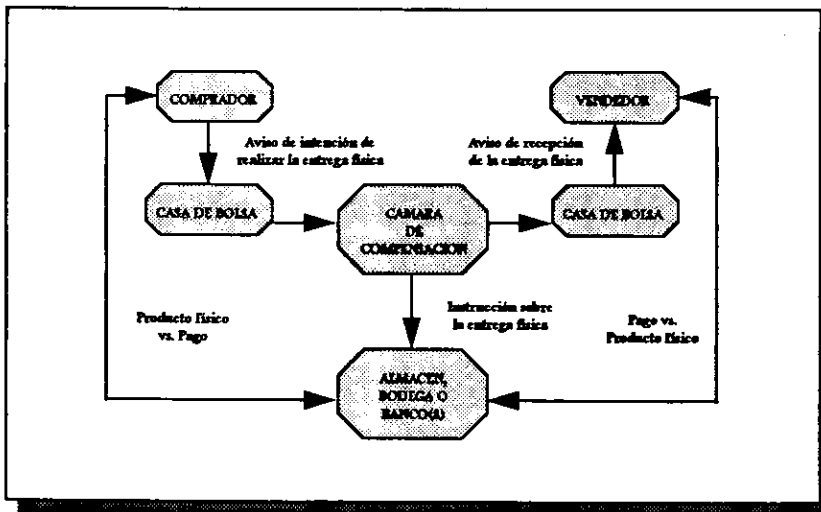 COMPRADOR
VENDEDOR
Aviso de intención de
realizar la entrega física
Aviso de recepción
de la entrega física
CASA DE BOLSA
CAMARA
DE
COMPENSACION
CASA DE BOLSA
Instrucción sobre
la entrega física
Producto Físico
vs. Pago
Pago vs.
Producto Físico
ALMACEN,
BODEGA O
BANCO(S)